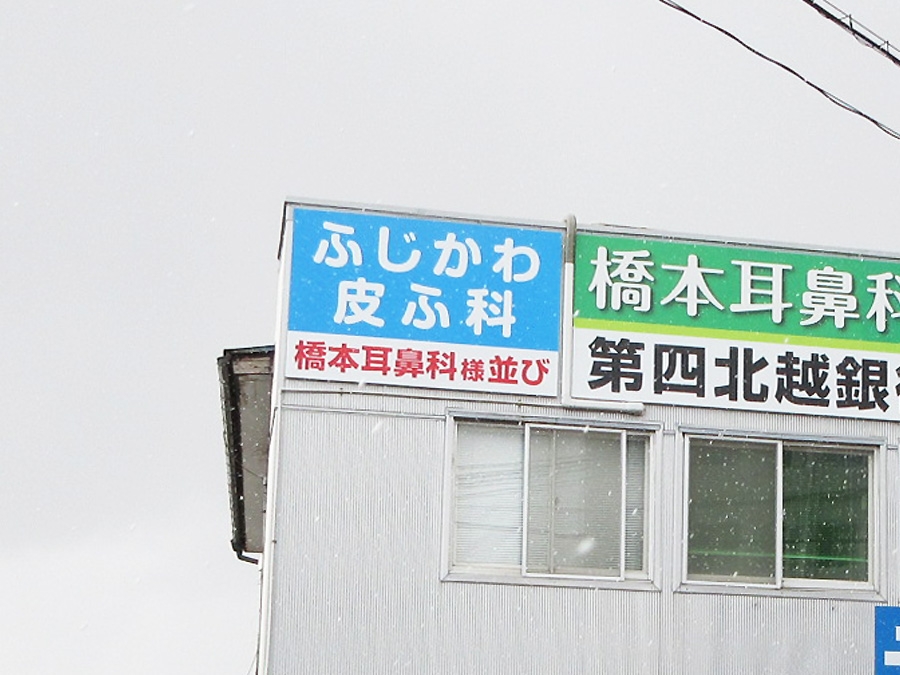 ふじかわ
皮ふ科
橋本耳鼻科様並び
橋本耳鼻科
第四北越銀